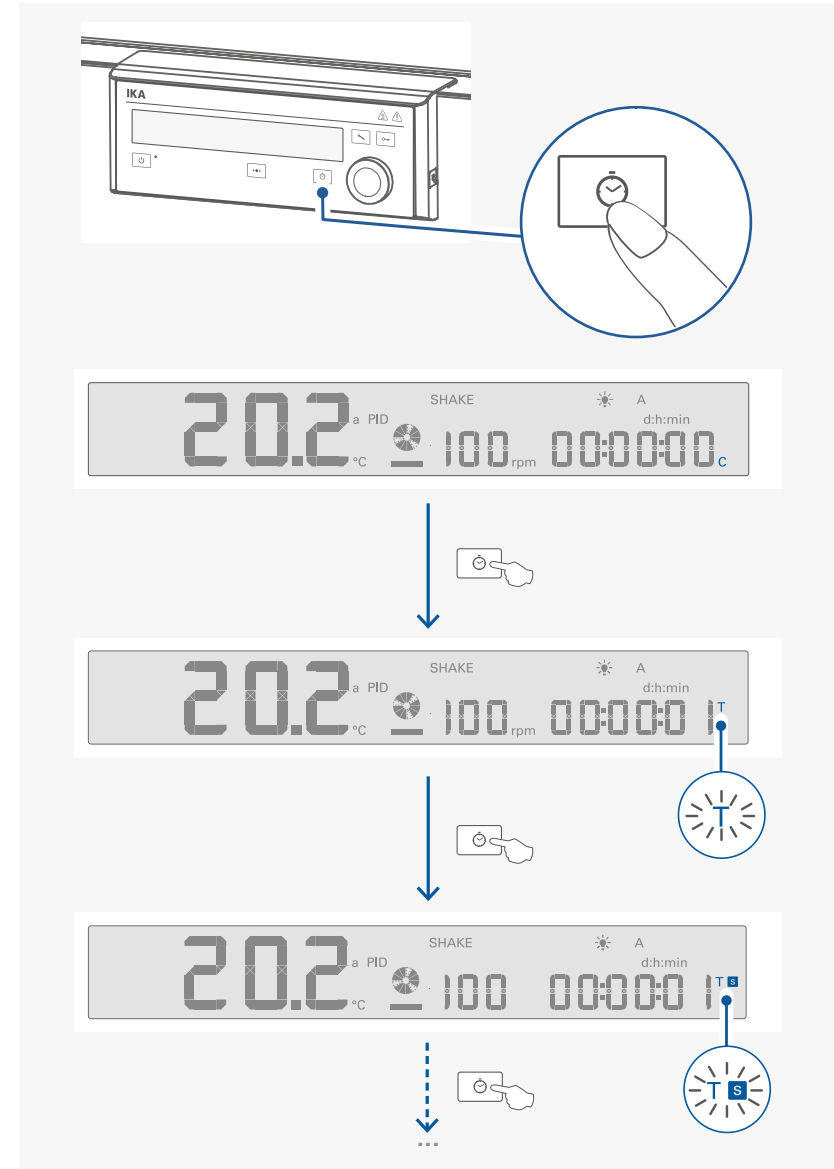 IKA
SHAKE A
20.2 a PID d:h:min
°C 100 rpm 00:00:00 C
SHAKE A
20.2 a PID d:h:min T
°C 100 rpm 00:00:01
T
SHAKE A
20.2 a PID d:h:min T S
°C 100 00:00:01
T S
...